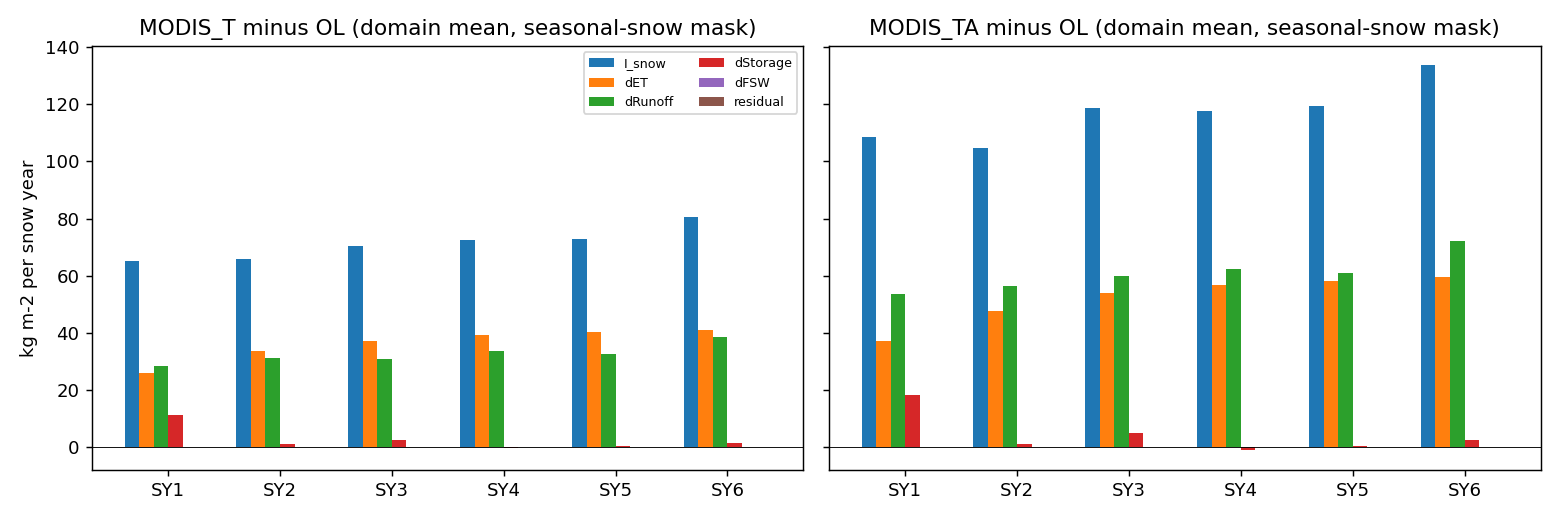 MODIS_T minus OL (domain mean, seasonal-snow mask)
MODIS_TA minus OL (domain mean, seasonal-snow mask)
kg m-2 per snow year
140
120
100
80
60
40
20
0
I_snow
dET
dRunoff
dStorage
dFSW
residual
SY1 SY2 SY3 SY4 SY5 SY6
SY1 SY2 SY3 SY4 SY5 SY6